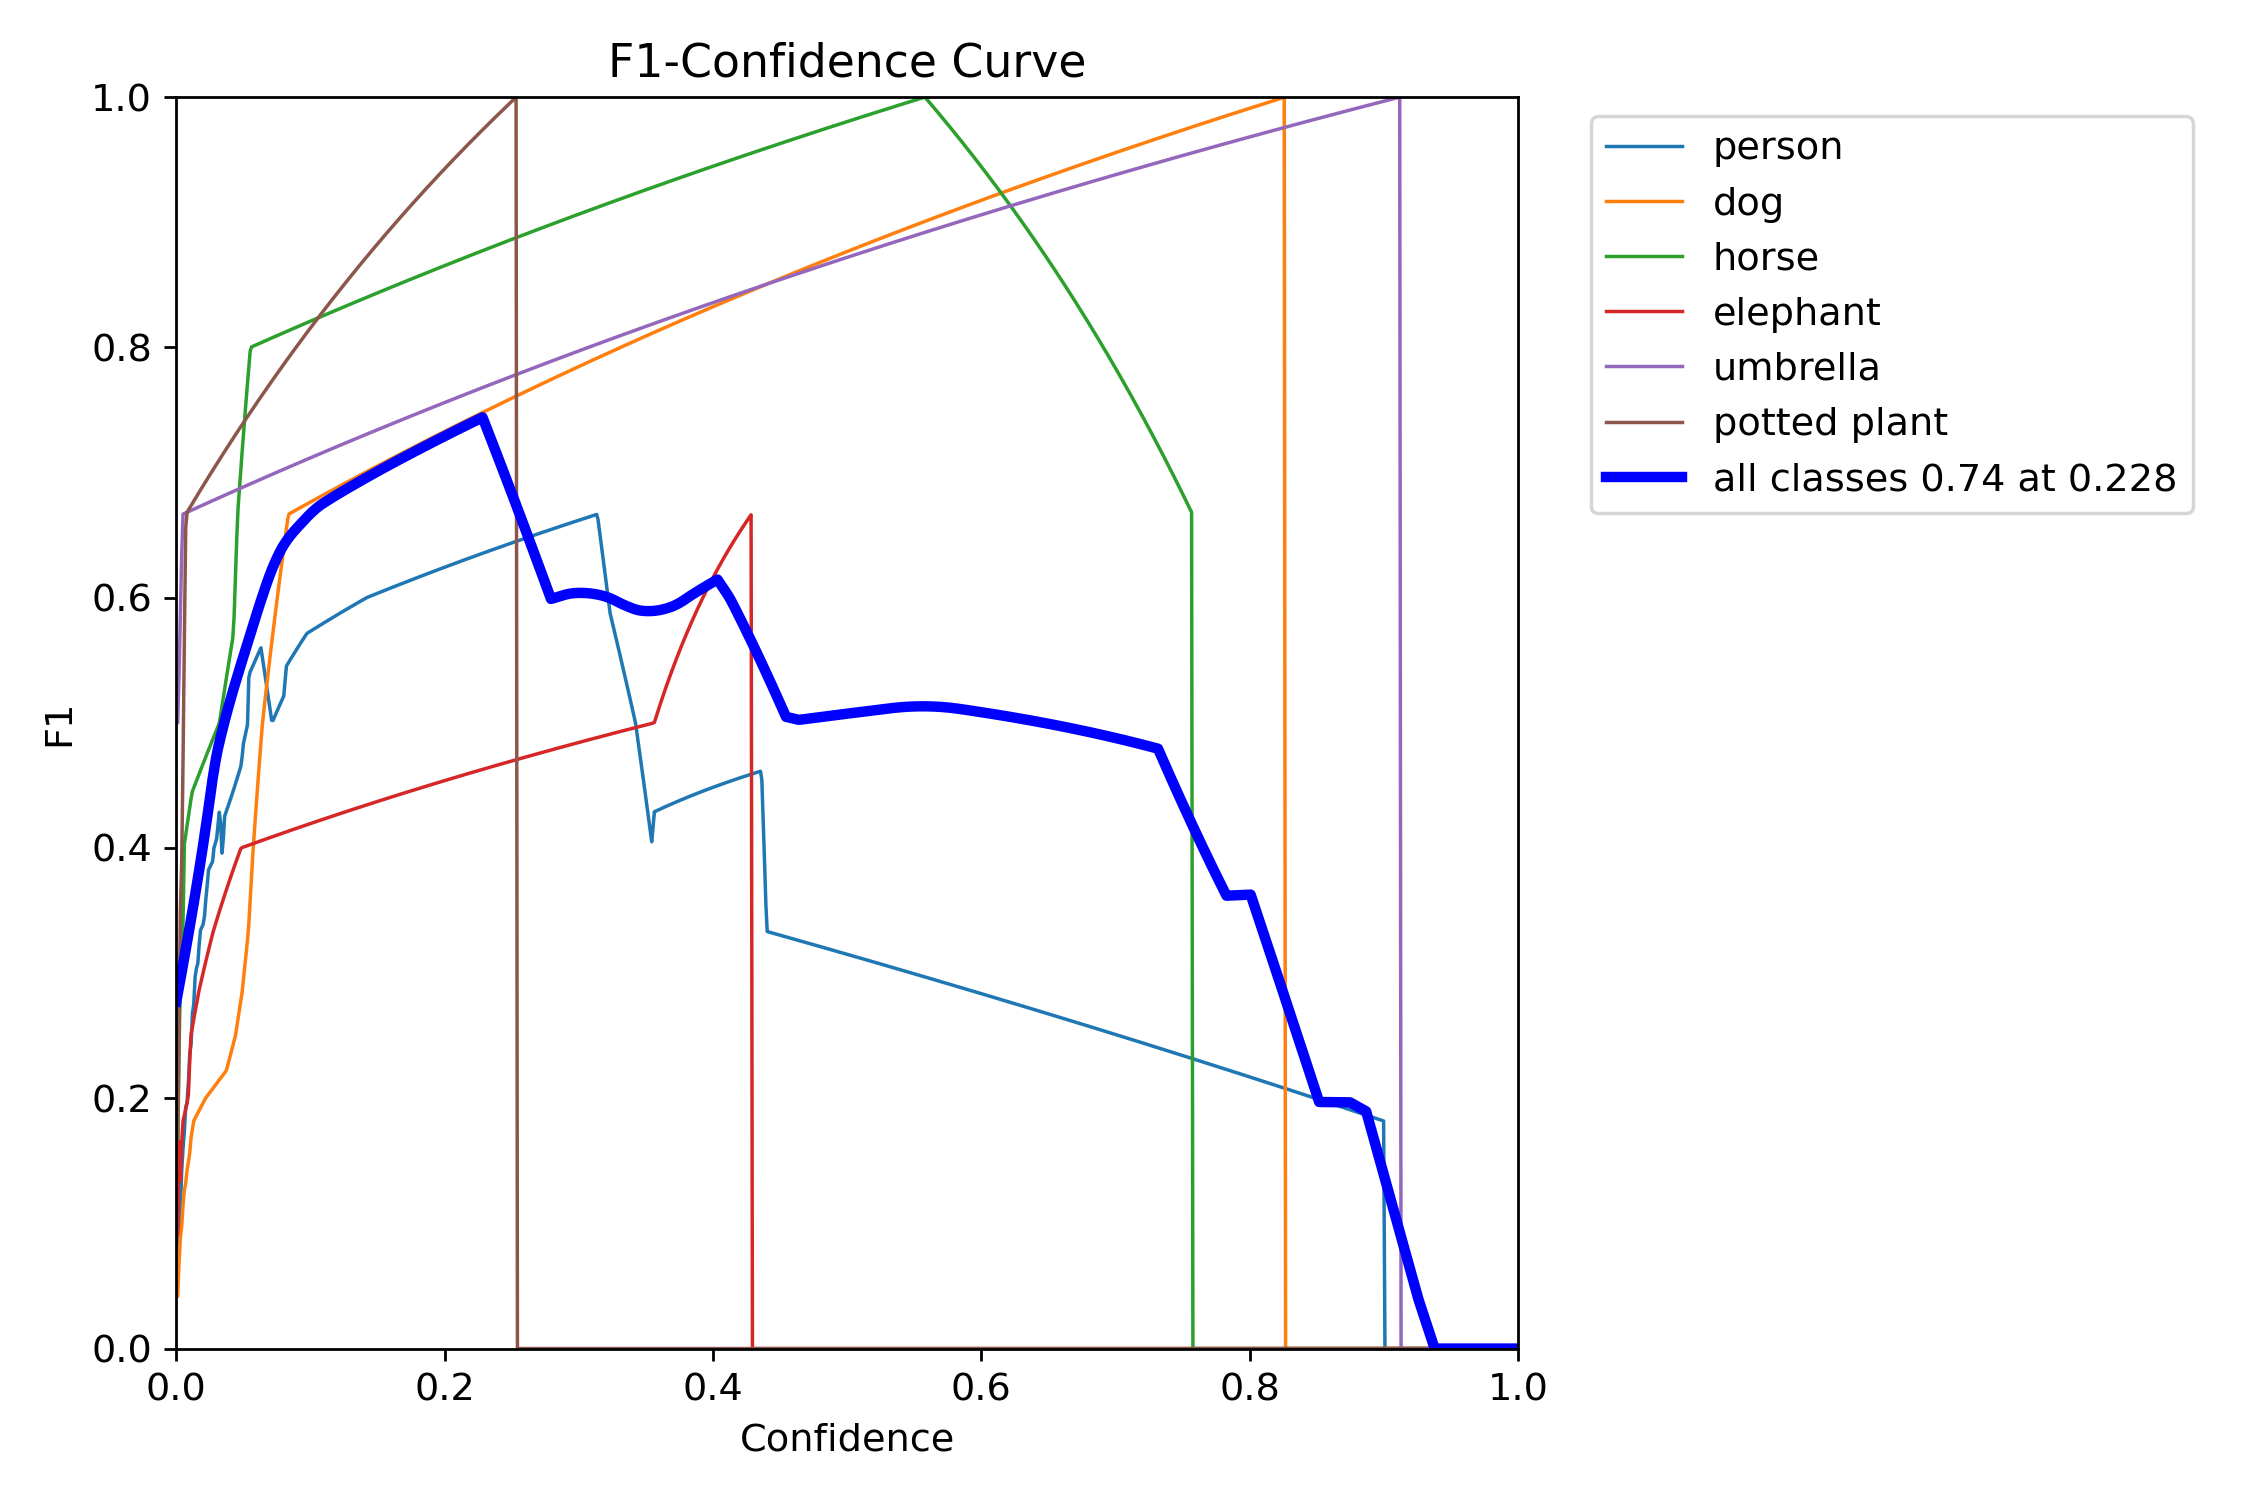 F1-Confidence Curve
1.0
0.8
0.6
0.4
0.2
0.0
F1
0.0 0.2 0.4 0.6 0.8 1.0
Confidence
person
dog
horse
elephant
umbrella
potted plant
all classes 0.74 at 0.228